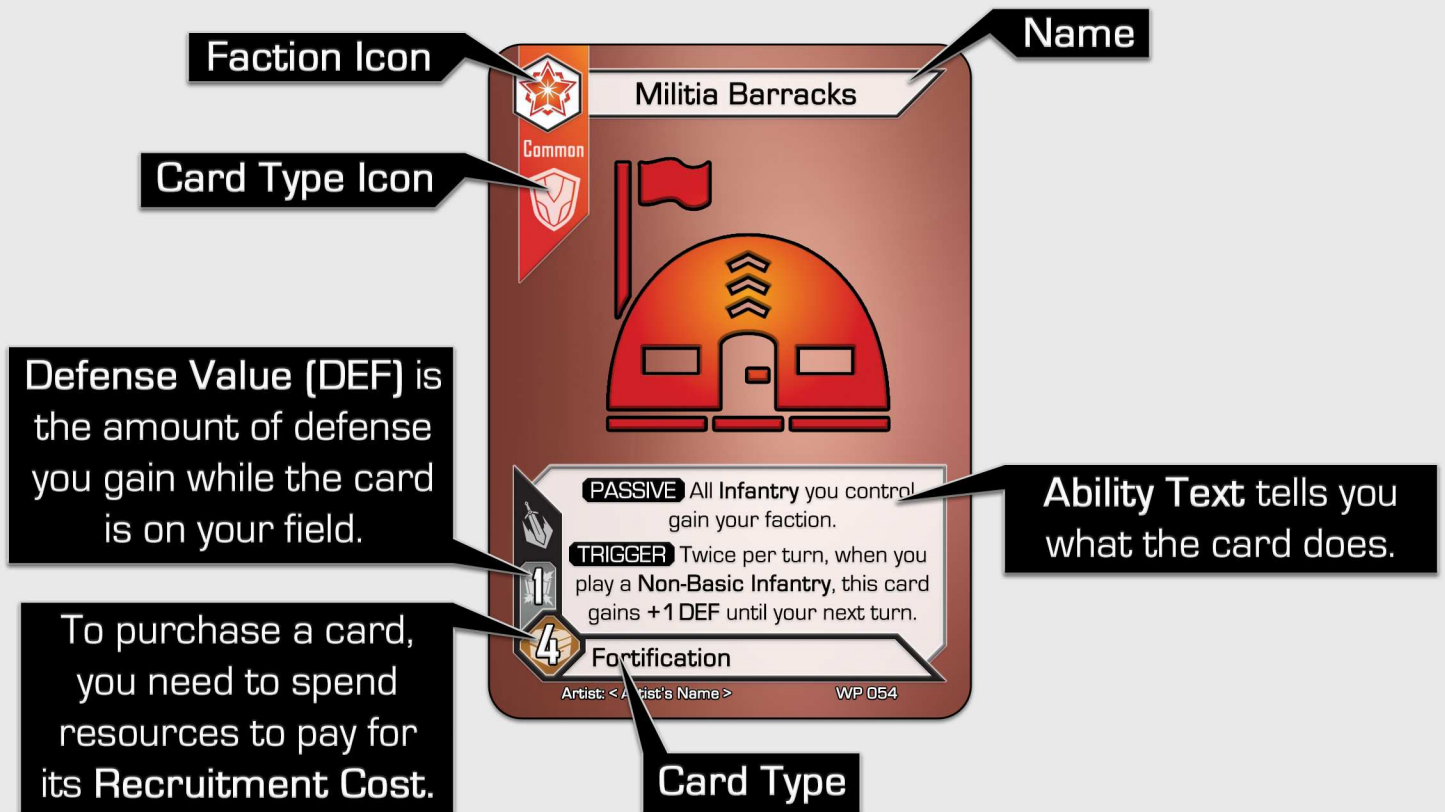 Faction Icon
Name
Militia Barracks
Common
Card Type Icon
Defense Value (DEF) is
the amount of defense
you gain while the card
is on your field.
PASSIVE All Infantry you control
gain your faction.
TRIGGER Twice per turn, when you
play a Non-Basic Infantry, this card
gains +1 DEF until your next turn.
1
Ability Text tells you
what the card does.
To purchase a card,
you need to spend
resources to pay for
its Recruitment Cost.
4
Fortification
Artist: < Artist's Name >
WP 054
Card Type